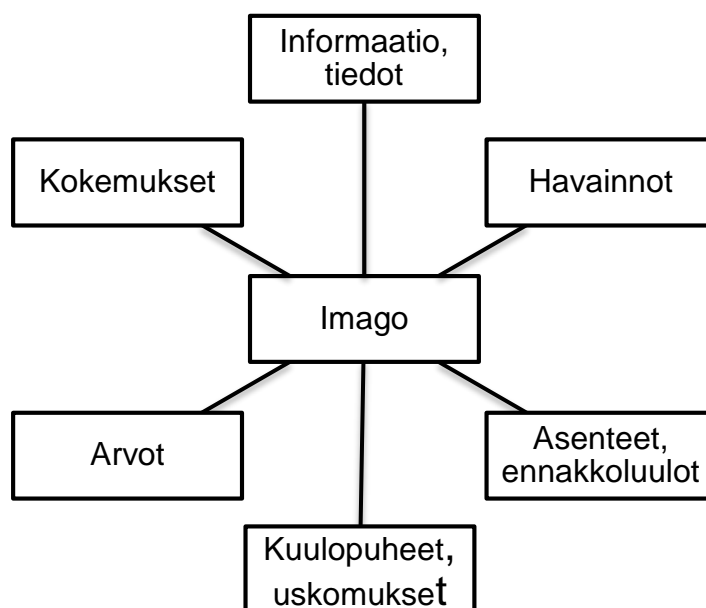 Informaatio,
tiedot
Kokemukset
Havainnot
Imago
Arvot
Asenteet,
ennakkoluulot
Kuulopuheet,
uskomukset